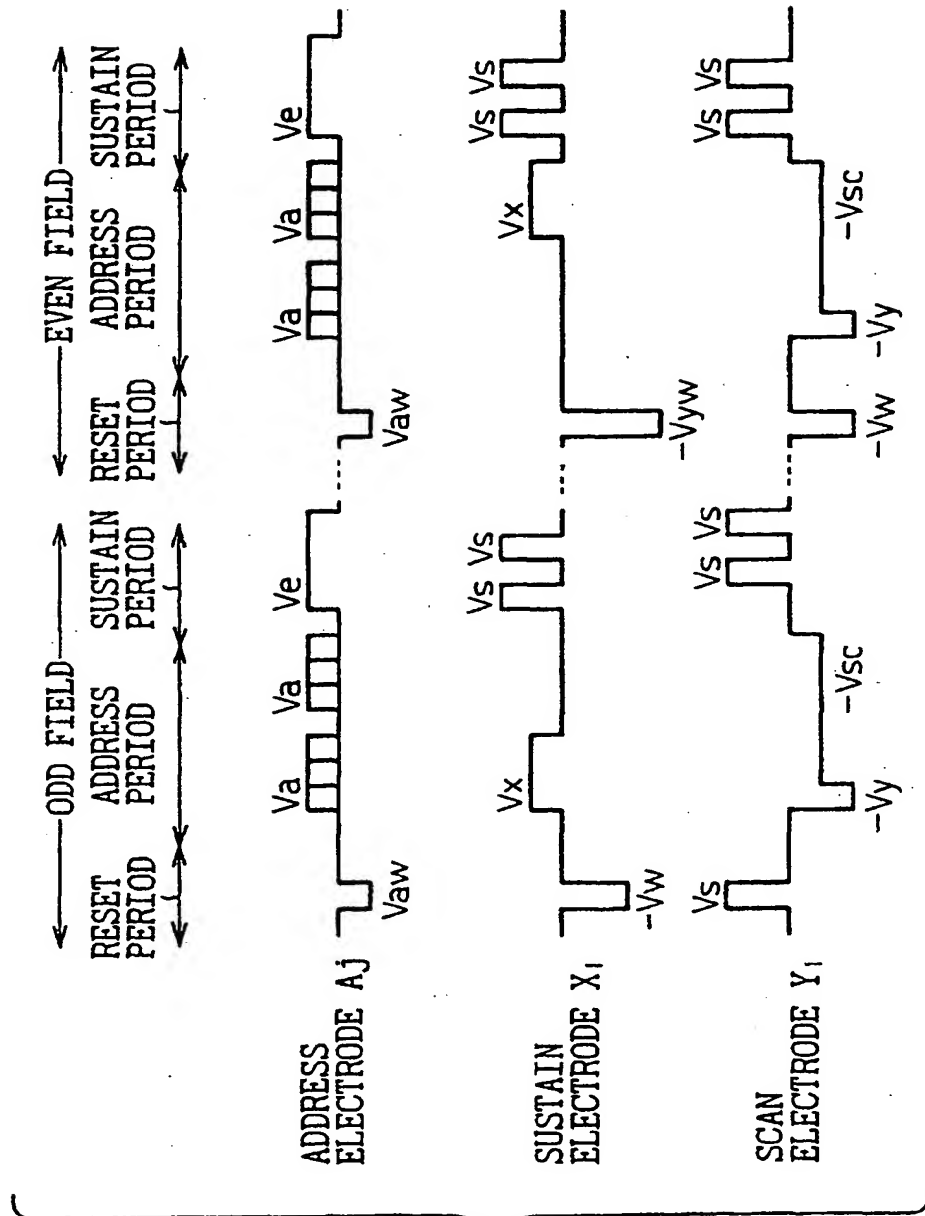 ODD FIELD
EVEN FIELD
RESET
PERIOD
ADDRESS
PERIOD
SUSTAIN
PERIOD
RESET
PERIOD
ADDRESS
PERIOD
SUSTAIN
PERIOD
ADDRESS
ELECTRODE Aj
Vaw
Va
Va
Ve
Vaw
Va
Va
Ve
SUSTAIN
ELECTRODE X1
-Vw
Vx
Vs
Vs
-Vyw
Vx
Vs
Vs
SCAN
ELECTRODE Y1
Vs
-Vy
-Vsc
Vs
Vs
-Vw
-Vy
-Vsc
Vs
Vs